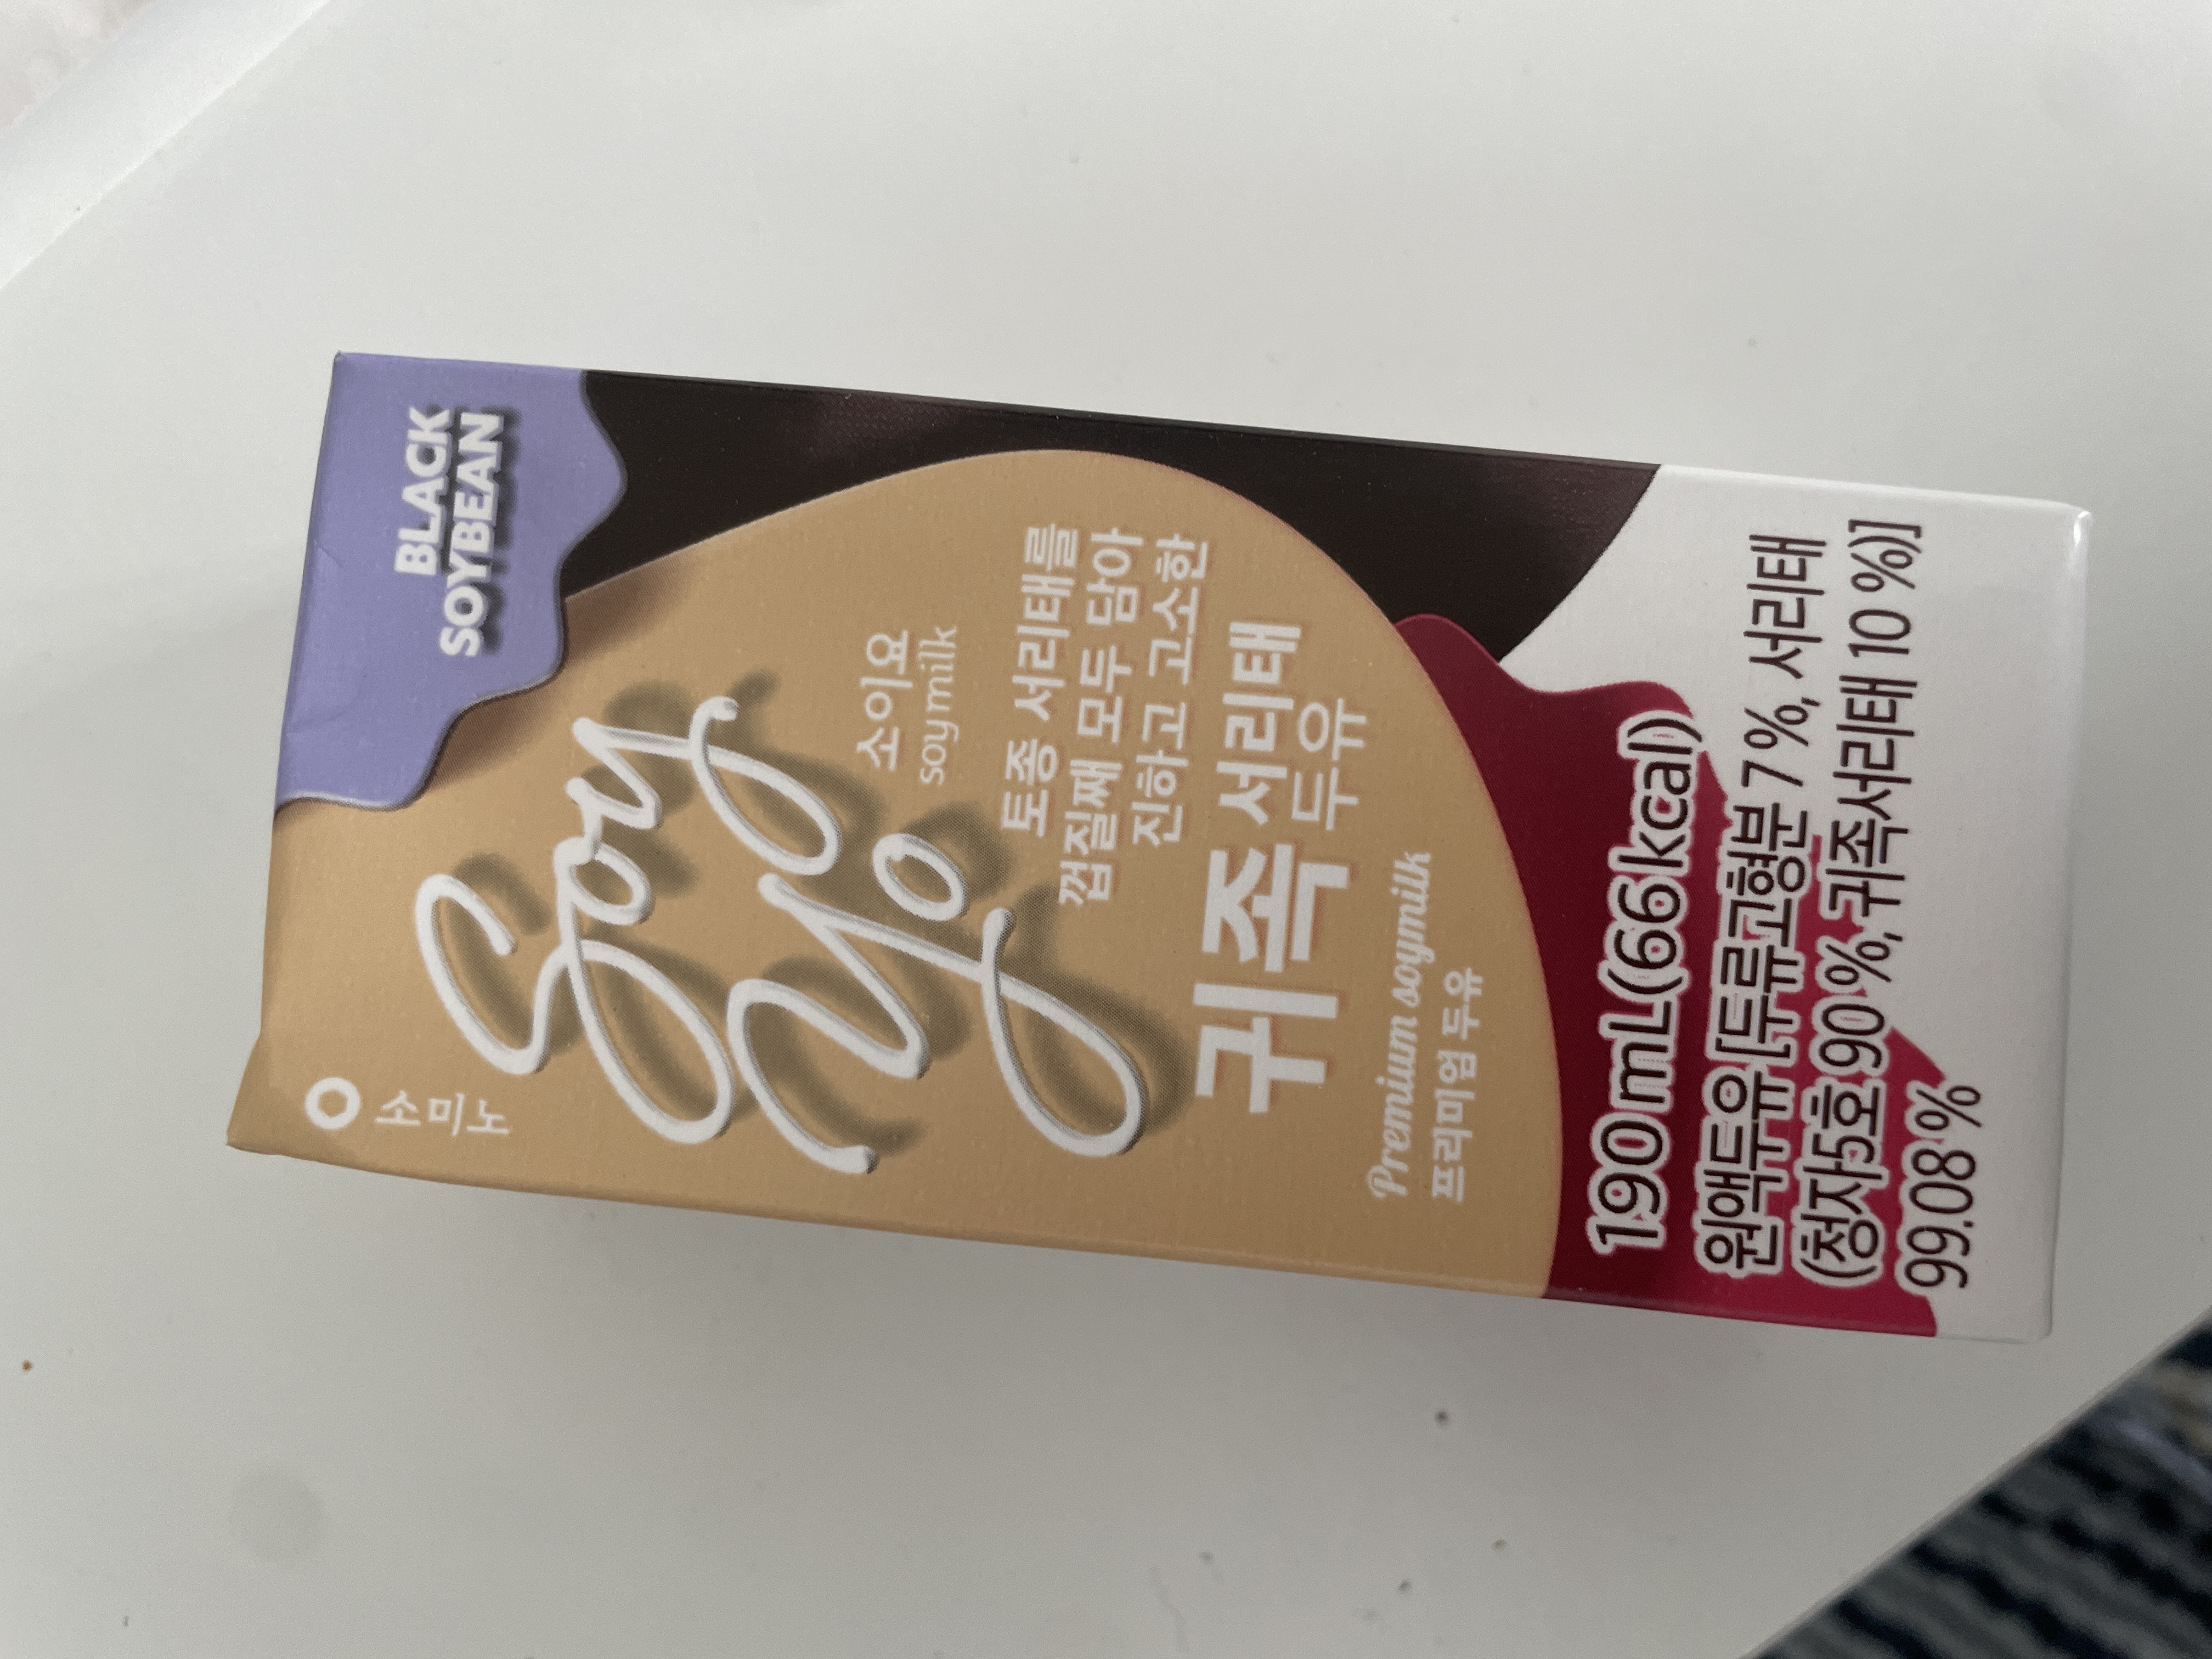 소미노
BLACK
SOYBEAN
Soy
Yo
소이요
soymilk
토종 서리태를
껍질째 모두 담아
진하고 고소한
귀족 서리태
두유
Premium soymilk
프리미엄 두유
190 mL(66 kcal)
원액두유 [두류고형분 7 %, 서리태
(청자5호 90 %, 귀족서리태 10 %)]
99.08 %